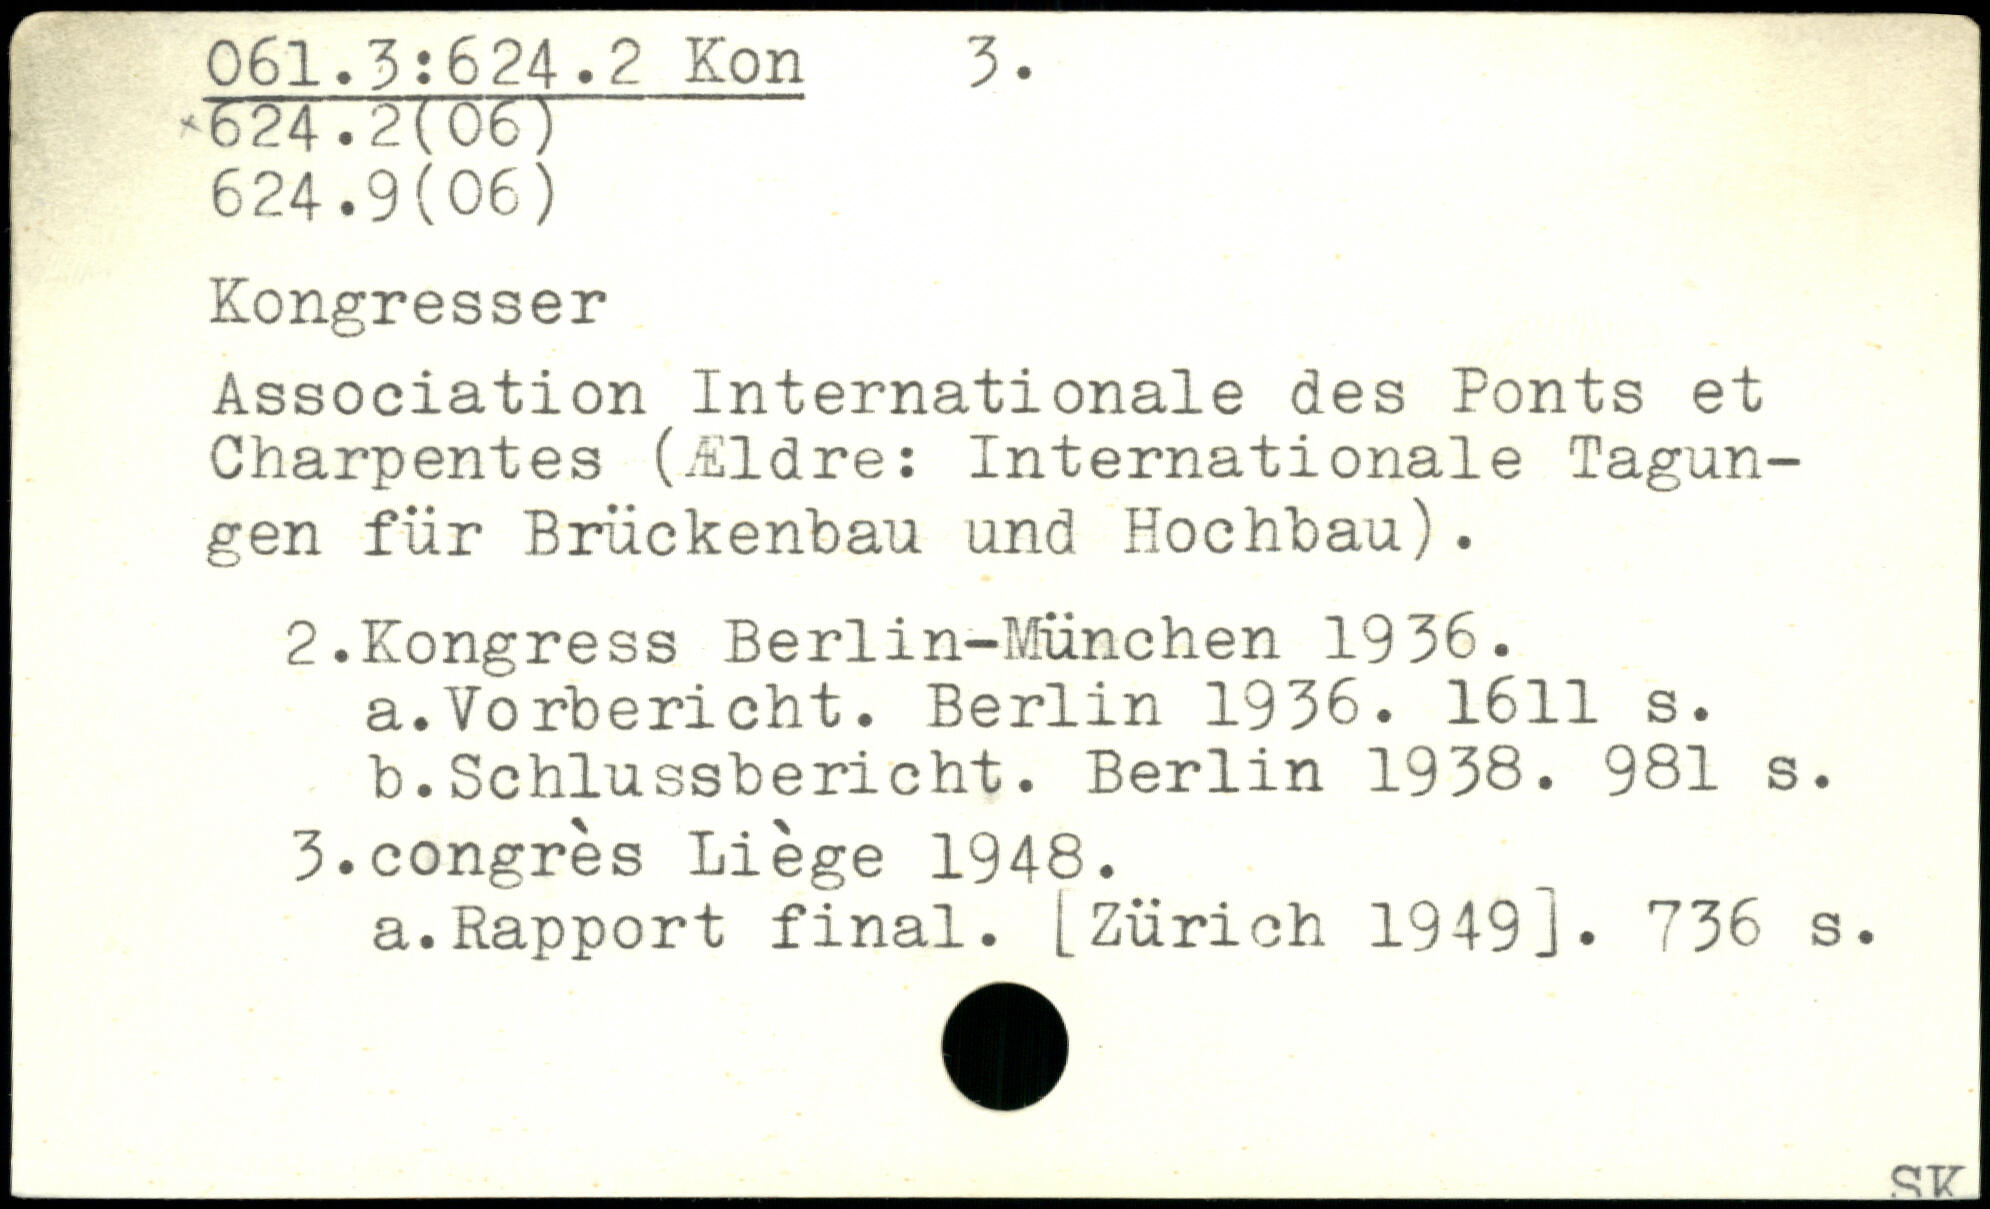 061.3:624.2 Kon 3.
×624.2(06)
624.9(06)
Kongresser
Association Internationale des Ponts et
Charpentes (Ældre: Internationale Tagun-
gen für Brückenbau und Hochbau).
2.Kongress Berlin-München 1936.
a.Vorbericht. Berlin 1936. 1611 s.
b.Schlussbericht. Berlin 1938. 981 s.
3.congrès Liège 1948.
a.Rapport final. [Zürich 1949]. 736 s.
SK